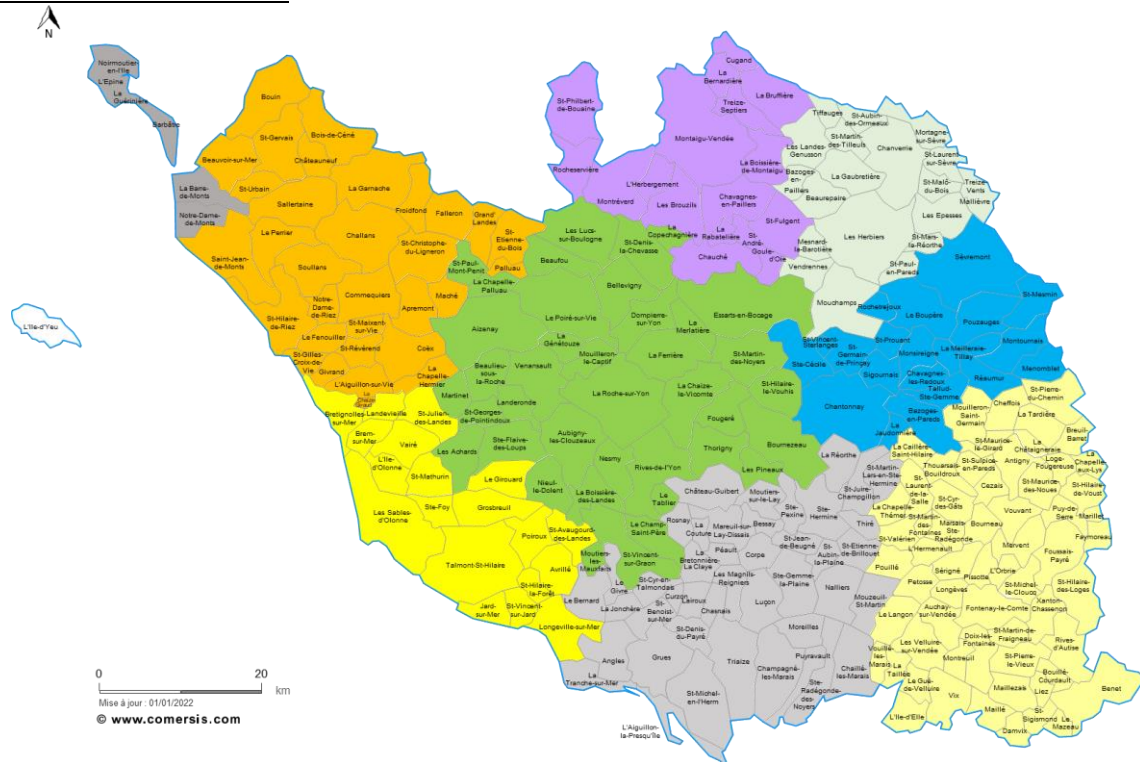 N
Noirmoutier-
en-l'Ile
L'Epine
La
Guérinière
Barbâtre
La Barre-
de-Monts
Notre-Dame-
de-Monts
L'Ile-d'Yeu
Bouin
St-Gervais
Bois-de-Céné
Beauvoir-sur-Mer
Châteauneuf
St-Urbain
La Garnache
Sallertaine
Froidfond
Falleron
Grand'
Landes
St-
Etienne-
du-Bois
Le Perrier
Challans
St-Christophe-
du-Ligneron
Palluau
Saint-Jean-
de-Monts
Soullans
Commequiers
Apremont
Maché
Notre-
Dame-
de-Riez
St-Hilaire-
de-Riez
St-Maixent-
sur-Vie
Le Fenouiller
St-Révérend
Coëx
St-Gilles-
Croix-de-
Vie
Givrand
L'Aiguillon-sur-Vie
La
Chapelle-
Hermier
La
Chaize-
Giraud
St-Philbert-
de-Bouaine
Rocheservière
Cugand
La
Bernardière
La Bruffière
Treize-
Septiers
Montaigu-Vendée
La Boissière
-de-Montaigu
L'Herbergement
Montréverd
Les Brouzils
Chavagnes-
en-Paillers
St-Fulgent
La
Copechagnière
La
Rabatelière
St-
André-
Goule-
d'Oie
Chauché
Tiffauges
St-Aubin-
des-Ormeaux
Mortagne-
sur-Sèvre
Les Landes-
Genusson
St-Martin-
des-Tilleuls
Chanverrie
St-Laurent-
sur-Sèvre
Bazoges-
en-
Paillers
La Gaubretière
St-Malô-
du-Bois
Treize-
Vents
Mallièvre
Beaurepaire
Les Epesses
Les Herbiers
St-Mars-
la-Réorthe
Mesnard-
la-Barotière
Vendrennes
St-Paul-
en-Pareds
Mouchamps
Sèvremont
Rochetrejoux
La Boupère
St-Mesmin
Pouzauges
St-Vincent-
Sterlanges
St-
Germain-
de-Prinçay
St-Prouant
Monsireigne
La Meilleraie-
Tillay
Montournais
Ste-Cécile
Sigournais
Chavagnes-
les-Redoux
Tallud-
Ste-Gemme
Réaumur
Menomblet
Chantonnay
Bazoges-
en-Pareds
La
Jaudonnière
Les Lucs-
sur-Boulogne
St-Denis-
la-Chevasse
Beaufou
St-Paul-
Mont-Penit
La Chapelle-
Palluau
Bellevigny
Le Poiré-sur-Vie
Dompierre-
sur-Yon
La
Merlatière
Essarts-en-Bocage
Aizenay
La
Génétouze
Mouilleron-
le-Captif
La Ferrière
St-Martin-
des-Noyers
Beaulieu-
sous-
la-Roche
Venansault
La Roche-sur-Yon
La Chaize-
le-Vicomte
St-Hilaire-
le-Vouhis
Martinet
Landeronde
St-Georges-
de-Pointindoux
Fougeré
Ste-Flaive-
des-Loups
Aubigny-
les-Clouzeaux
Thorigny
Bournezeau
Les Achards
Nesmy
Rives-de-l'Yon
Les Pineaux
Nieul-
le-Dolent
La Boissière-
des-Landes
Le
Tablier
La Champ-
Saint-Père
St-Vincent-
sur-Graon
Moutiers-
les-
Mauxfaits
Bretignolles-
sur-Mer
Landevieille
St-Julien-
des-Landes
Brem-
sur-Mer
Vairé
L'Ile-
d'Olonne
St-Mathurin
Le Girouard
Les Sables-
d'Olonne
Ste-Foy
Grosbreuil
Poiroux
St-Avaugourd-
des-Landes
Talmont-St-Hilaire
Avrillé
St-Hilaire-
la-Forêt
Jard-
sur-Mer
St-Vincent-
sur-Jard
Longeville-sur-Mer
La Réorthe
St-Martin-
Lars-en-Ste-
Hermine
Château-Guibert
Moutiers-
sur-le-Lay
St-Juire-
Champgillon
Rosnay
La
Couture
Mareuil-sur-
Lay-Dissais
Bessay
Ste-
Pexine
Ste-
Hermine
Thiré
La
Bretonnière-
La Claye
Péault
Corpe
St-Jean-
de-Beugné
St-
Aubin-
la-Plaine
St-Etienne-
de-Brillouet
Le
Givre
St-Cyr-en-
Talmondais
Les Magnils-
Reigniers
Ste-Gemme-
la-Plaine
Nalliers
Le Bernard
La Jonchère
Curzon
St-
Benoist-
sur-Mer
Lairoux
Chasnais
Luçon
Mouzeuil-
St-Martin
St-Denis-
du-Payré
Moreilles
Angles
Grues
Triaize
Puyravault
Champagné-
les-Marais
Chaillé-
les-Marais
Ste-
Radégonde-
des-
Noyers
La
Tranche-sur-Mer
St-Michel-
en-l'Herm
L'Aiguillon-
la-Presqu'île
St-Pierre-
du-Chemin
Mouilleron-
Saint-
Germain
Cheffois
La Tardière
Breuil-
Barret
La Caillère-
Saint-Hilaire
St-Maurice-
le-Girard
La
Châtaigneraie
Thouarsais-
Bouildroux
St-Sulpice-
en-Pareds
Antigny
Loge-
Fougereuse
La
Chapelle-
aux-Lys
St-
Laurent-
de-la-
Salle
Cezais
St-Maurice-
des-Noues
St-Hilaire-
de-Voust
La Chapelle-
Thémer
St-Cyr-
des-Gâts
Vouvant
Puy-de-
Serre
Marillet
St-Martin-
des-
Fontaines
Marsais-
Ste-
Radégonde
Bourneau
Faymoreau
St-Valérien
L'Hermenault
Mervent
Foussais-
Payré
Pouillé
Sérigné
Pissotte
L'Orbrie
Petosse
Longèves
St-Michel-
le-Cloucq
St-Hilaire-
des-Loges
Le Langon
Auchay-
sur-Vendée
Fontenay-le-Comte
Xanton-
Chassenon
Vouillé-
les-
Marais
Les Velluire-
sur-Vendée
Doix-les-
Fontaines
St-Martin-de-
Fraigneau
Rives-
d'Autise
La
Taillée
Montreuil
St-Pierre-
le-Vieux
Bouillé-
Courdault
Le Gué-
de-Velluire
Vix
Maillezais
Liez
Benet
L'Ile-d'Elle
Maillé
St-
Sigismond
Le
Mazeau
Damvix
0 20 km
Mise à jour : 01/01/2022
© www.comersis.com